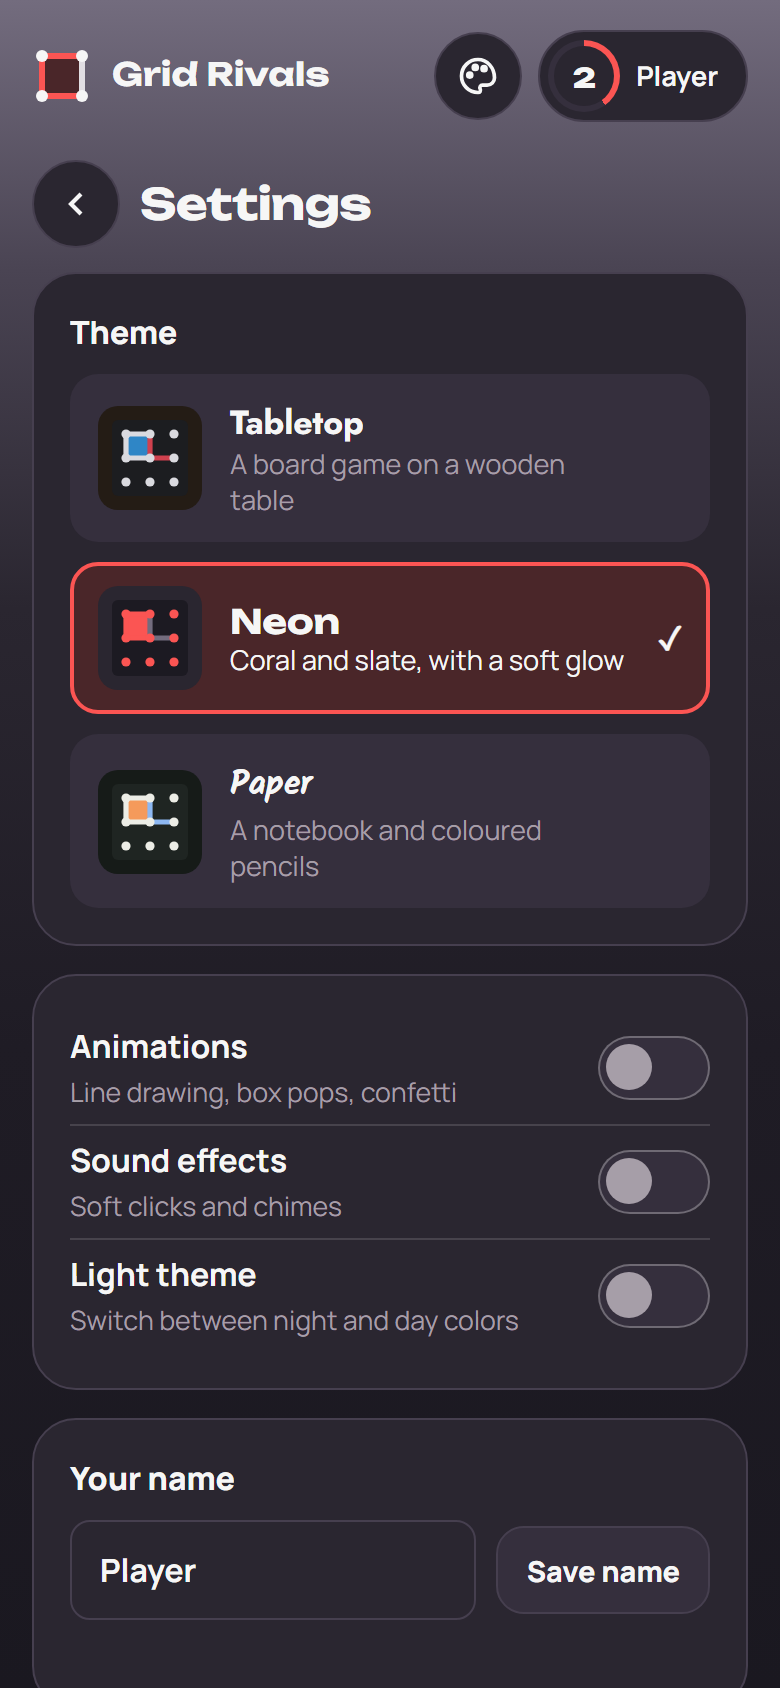 Grid Rivals
2
Player
Settings
Theme
Tabletop
A board game on a wooden
table
Neon
Coral and slate, with a soft glow
Paper
A notebook and coloured
pencils
Animations
Line drawing, box pops, confetti
Sound effects
Soft clicks and chimes
Light theme
Switch between night and day colors
Your name
Player
Save name